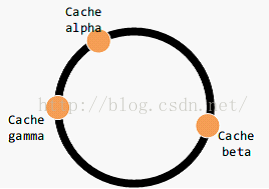 Cache
alpha
http://blog.csdn.net/
Cache
gamma
Cache
beta